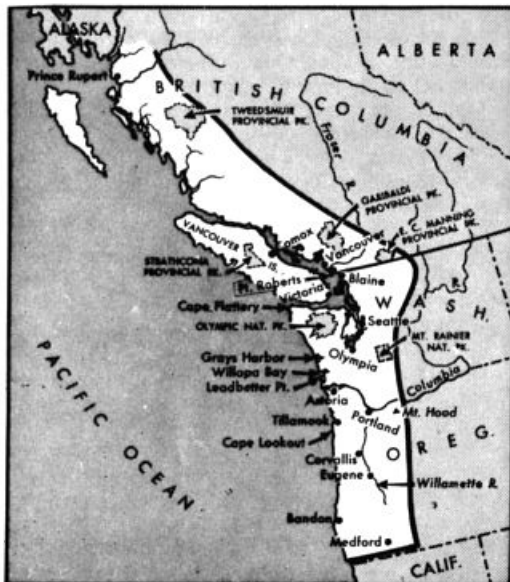 ALASKA
ALBERTA
Prince Rupert
BRITISH
COLUMBIA
TWEEDSMUIR
PROVINCIAL PK.
Fraser R.
GARIBALDI
PROVINCIAL PK.
E. C. MANNING
PROVINCIAL PK.
VANCOUVER IS.
Comox
Vancouver
STRATHCONA
PROVINCIAL PK.
Pt. Roberts
Blaine
Victoria
Cape Flattery
WASH.
R.
OLYMPIC NAT. PK.
Seattle
MT. RAINIER
NAT. PK.
Grays Harbor
Olympia
Willapa Bay
Leadbetter Pt.
Columbia
Astoria
Portland
Mt. Hood
Tillamook
Cape Lookout
OREG.
Corvallis
Eugene
Willamette R.
Bandon
Medford
CALIF.
PACIFIC OCEAN